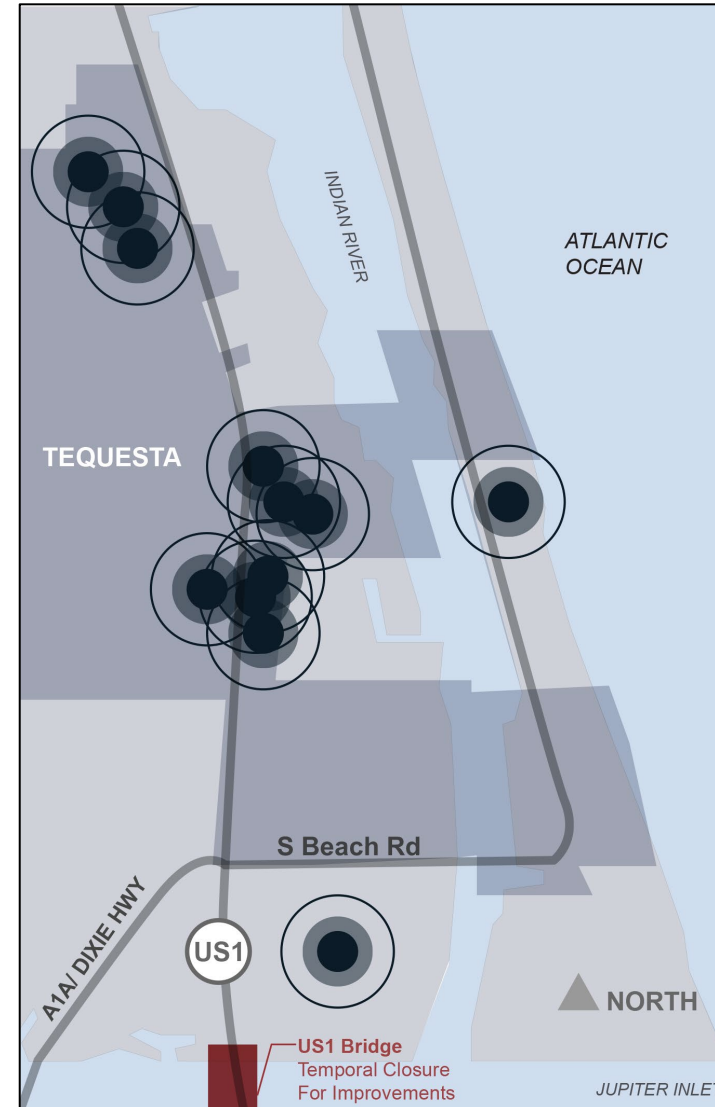 INDIAN RIVER
ATLANTIC
OCEAN
TEQUESTA
S Beach Rd
A1A/ DIXIE HWY
US1
NORTH
US1 Bridge
Temporal Closure
For Improvements
JUPITER INLET